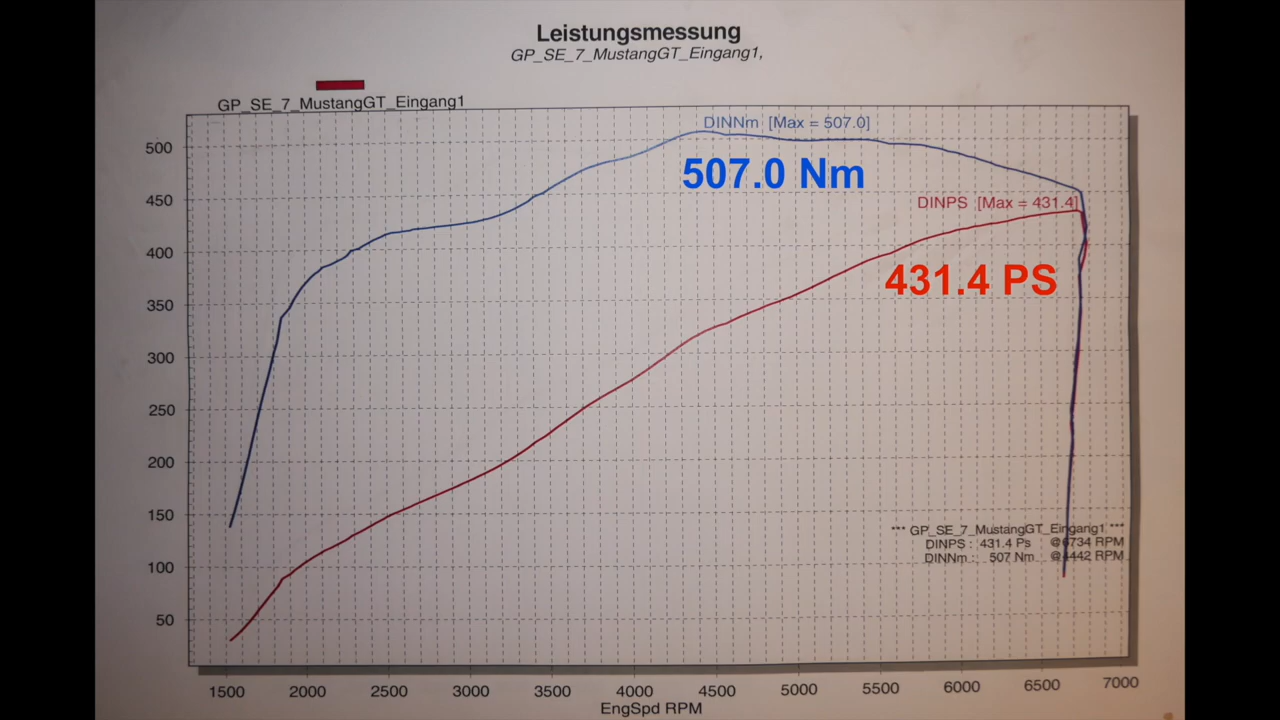 Leistungsmessung
GP_SE_7_MustangGT_Eingang1,
GP_SE_7_MustangGT_Eingang1
DINNm [Max = 507.0]
507.0 Nm
DINPS [Max = 431.4]
431.4 PS
500
450
400
350
300
250
200
150
100
50
*** GP_SE_7_MustangGT_Eingang1 ***
DINPS : 431.4 Ps @6734 RPM
DINNm : 507 Nm @4442 RPM
1500 2000 2500 3000 3500 4000 4500 5000 5500 6000 6500 7000
EngSpd RPM